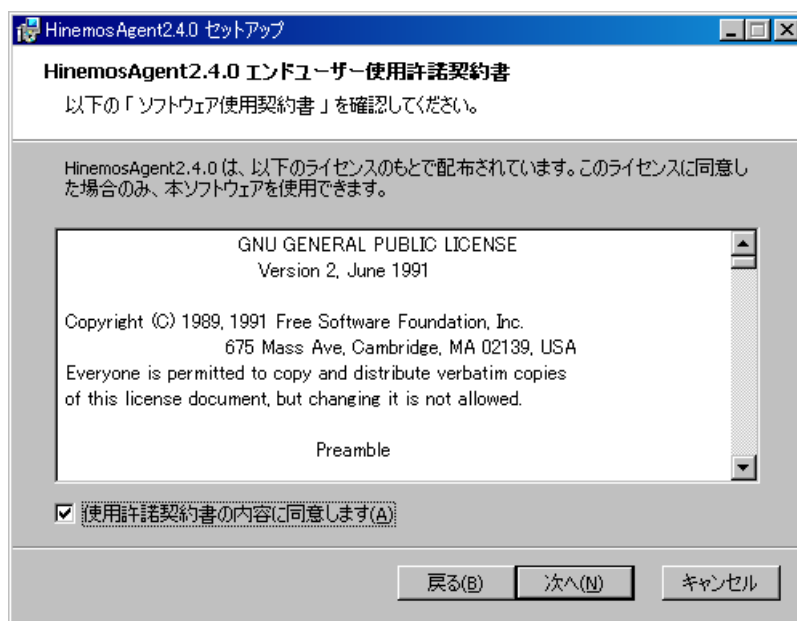 HinemosAgent2.4.0 セットアップ
HinemosAgent2.4.0 エンドユーザー使用許諾契約書
以下の「 ソフトウェア使用契約書 」を確認してください。
HinemosAgent2.4.0 は、以下のライセンスのもとで配布されています。このライセンスに同意し
た場合のみ、本ソフトウェアを使用できます。
GNU GENERAL PUBLIC LICENSE
Version 2, June 1991
Copyright (C) 1989, 1991 Free Software Foundation, Inc.
675 Mass Ave, Cambridge, MA 02139, USA
Everyone is permitted to copy and distribute verbatim copies
of this license document, but changing it is not allowed.
Preamble
使用許諾契約書の内容に同意します(A)
戻る(B) 次へ(N) キャンセル